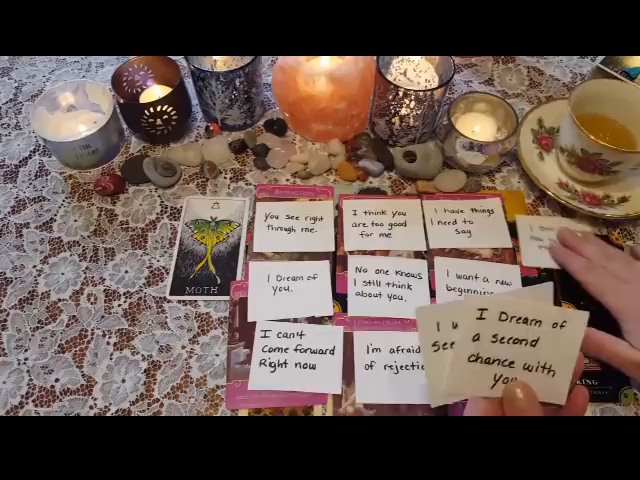 You see right
through me.
I think you
are too good
for me
I have things
I need to
say
I
MOTH
I Dream of
you.
No one knows
I still think
about you.
I want a new
beginning
I can't
come forward
Right now
I'm afraid
of rejection
I
see
I Dream of
a second
chance with
you
KING